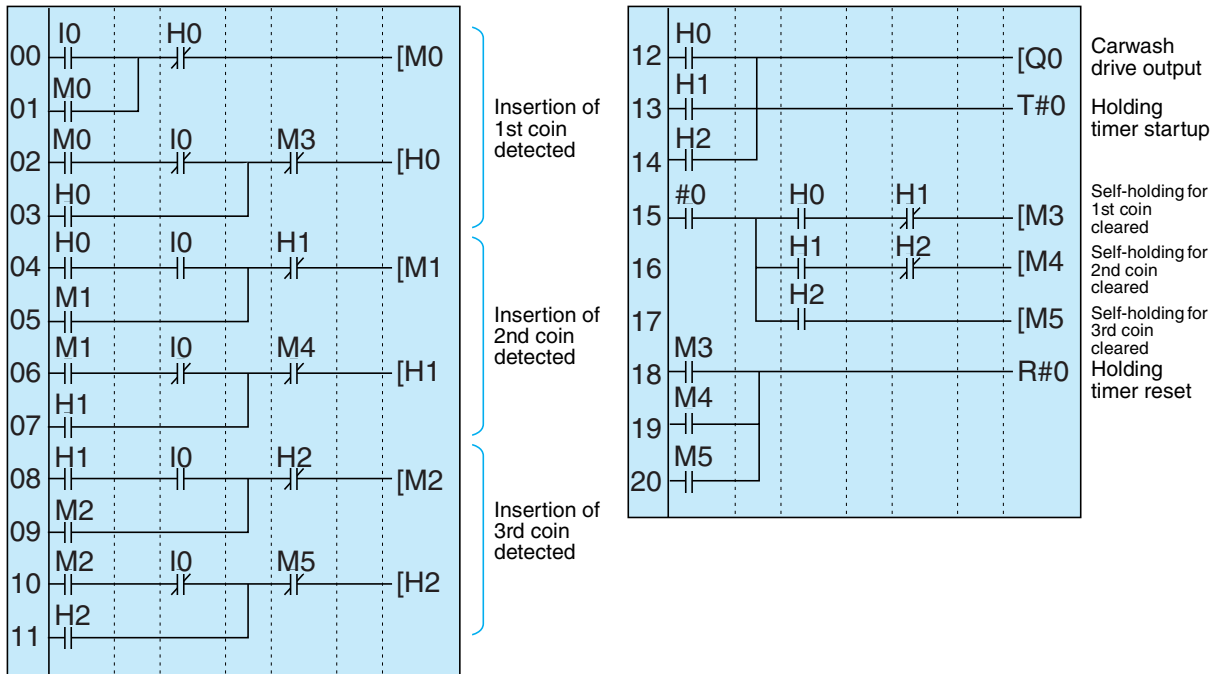 I0 H0
00 [M0
M0
01
M0 I0 M3
02 [H0
H0
03
H0 I0 H1
04 [M1
M1
05
M1 I0 M4
06 [H1
H1
07
H1 I0 H2
08 [M2
M2
09
M2 I0 M5
10 [H2
H2
11
Insertion of
1st coin
detected
Insertion of
2nd coin
detected
Insertion of
3rd coin
detected
H0
12 [Q0
H1
13 T#0
H2
14
#0 H0 H1
15 [M3
H1 H2
16 [M4
H2
17 [M5
M3
18 R#0
M4
19
M5
20
Carwash
drive output
Holding
timer startup
Self-holding for
1st coin
cleared
Self-holding for
2nd coin
cleared
Self-holding for
3rd coin
cleared
Holding
timer reset